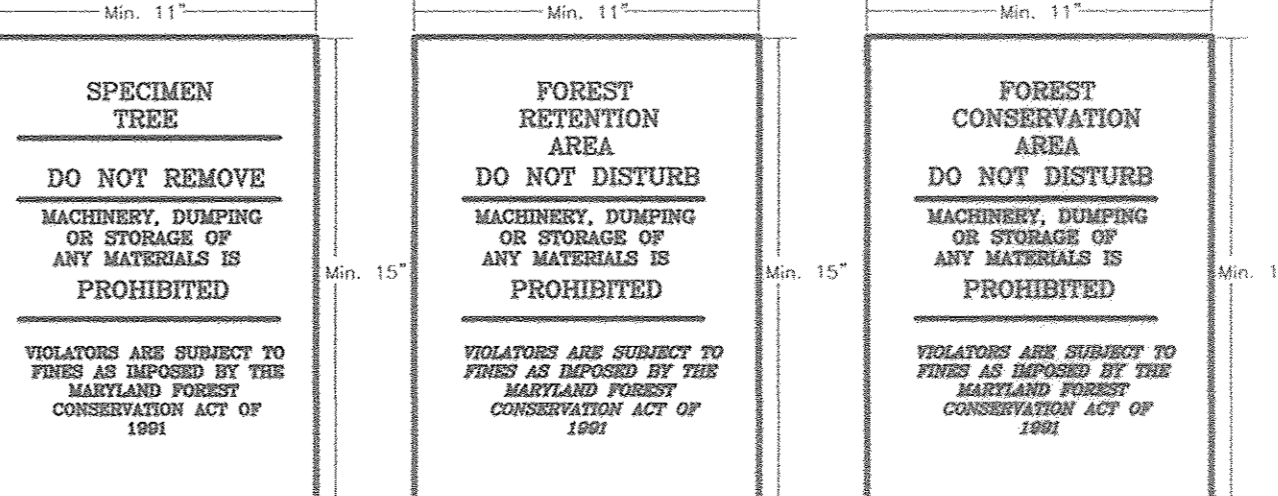 Min. 11"
SPECIMEN
TREE
DO NOT REMOVE
MACHINERY, DUMPING
OR STORAGE OF
ANY MATERIALS IS
PROHIBITED
VIOLATORS ARE SUBJECT TO
FINES AS IMPOSED BY THE
MARYLAND FOREST
CONSERVATION ACT OF
1991
Min. 15"
Min. 11"
FOREST
RETENTION
AREA
DO NOT DISTURB
MACHINERY, DUMPING
OR STORAGE OF
ANY MATERIALS IS
PROHIBITED
VIOLATORS ARE SUBJECT TO
FINES AS IMPOSED BY THE
MARYLAND FOREST
CONSERVATION ACT OF
1991
Min. 15"
Min. 11"
FOREST
CONSERVATION
AREA
DO NOT DISTURB
MACHINERY, DUMPING
OR STORAGE OF
ANY MATERIALS IS
PROHIBITED
VIOLATORS ARE SUBJECT TO
FINES AS IMPOSED BY THE
MARYLAND FOREST
CONSERVATION ACT OF
1991
Min. 1